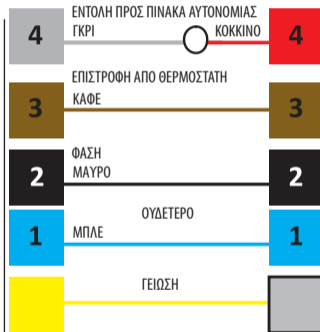 ΕΝΤΟΛΗ ΠΡΟΣ ΠΙΝΑΚΑ ΑΥΤΟΝΟΜΙΑΣ
4 ΓΚΡΙ ΚΟΚΚΙΝΟ 4
ΕΠΙΣΤΡΟΦΗ ΑΠΟ ΘΕΡΜΟΣΤΑΤΗ
3 ΚΑΦΕ 3
ΦΑΣΗ
2 ΜΑΥΡΟ 2
ΟΥΔΕΤΕΡΟ
1 ΜΠΛΕ 1
ΓΕΙΩΣΗ